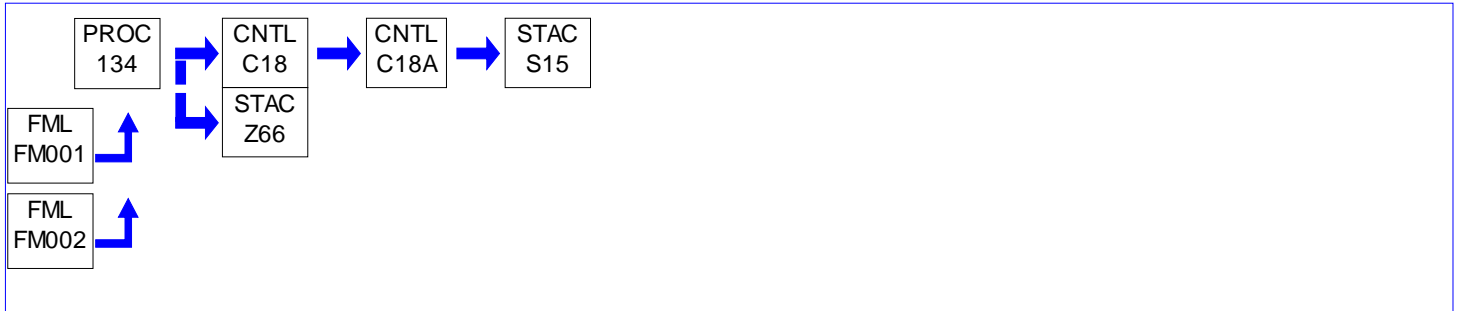 PROC
134
CNTL
C18
CNTL
C18A
STAC
S15
STAC
Z66
FML
FM001
FML
FM002